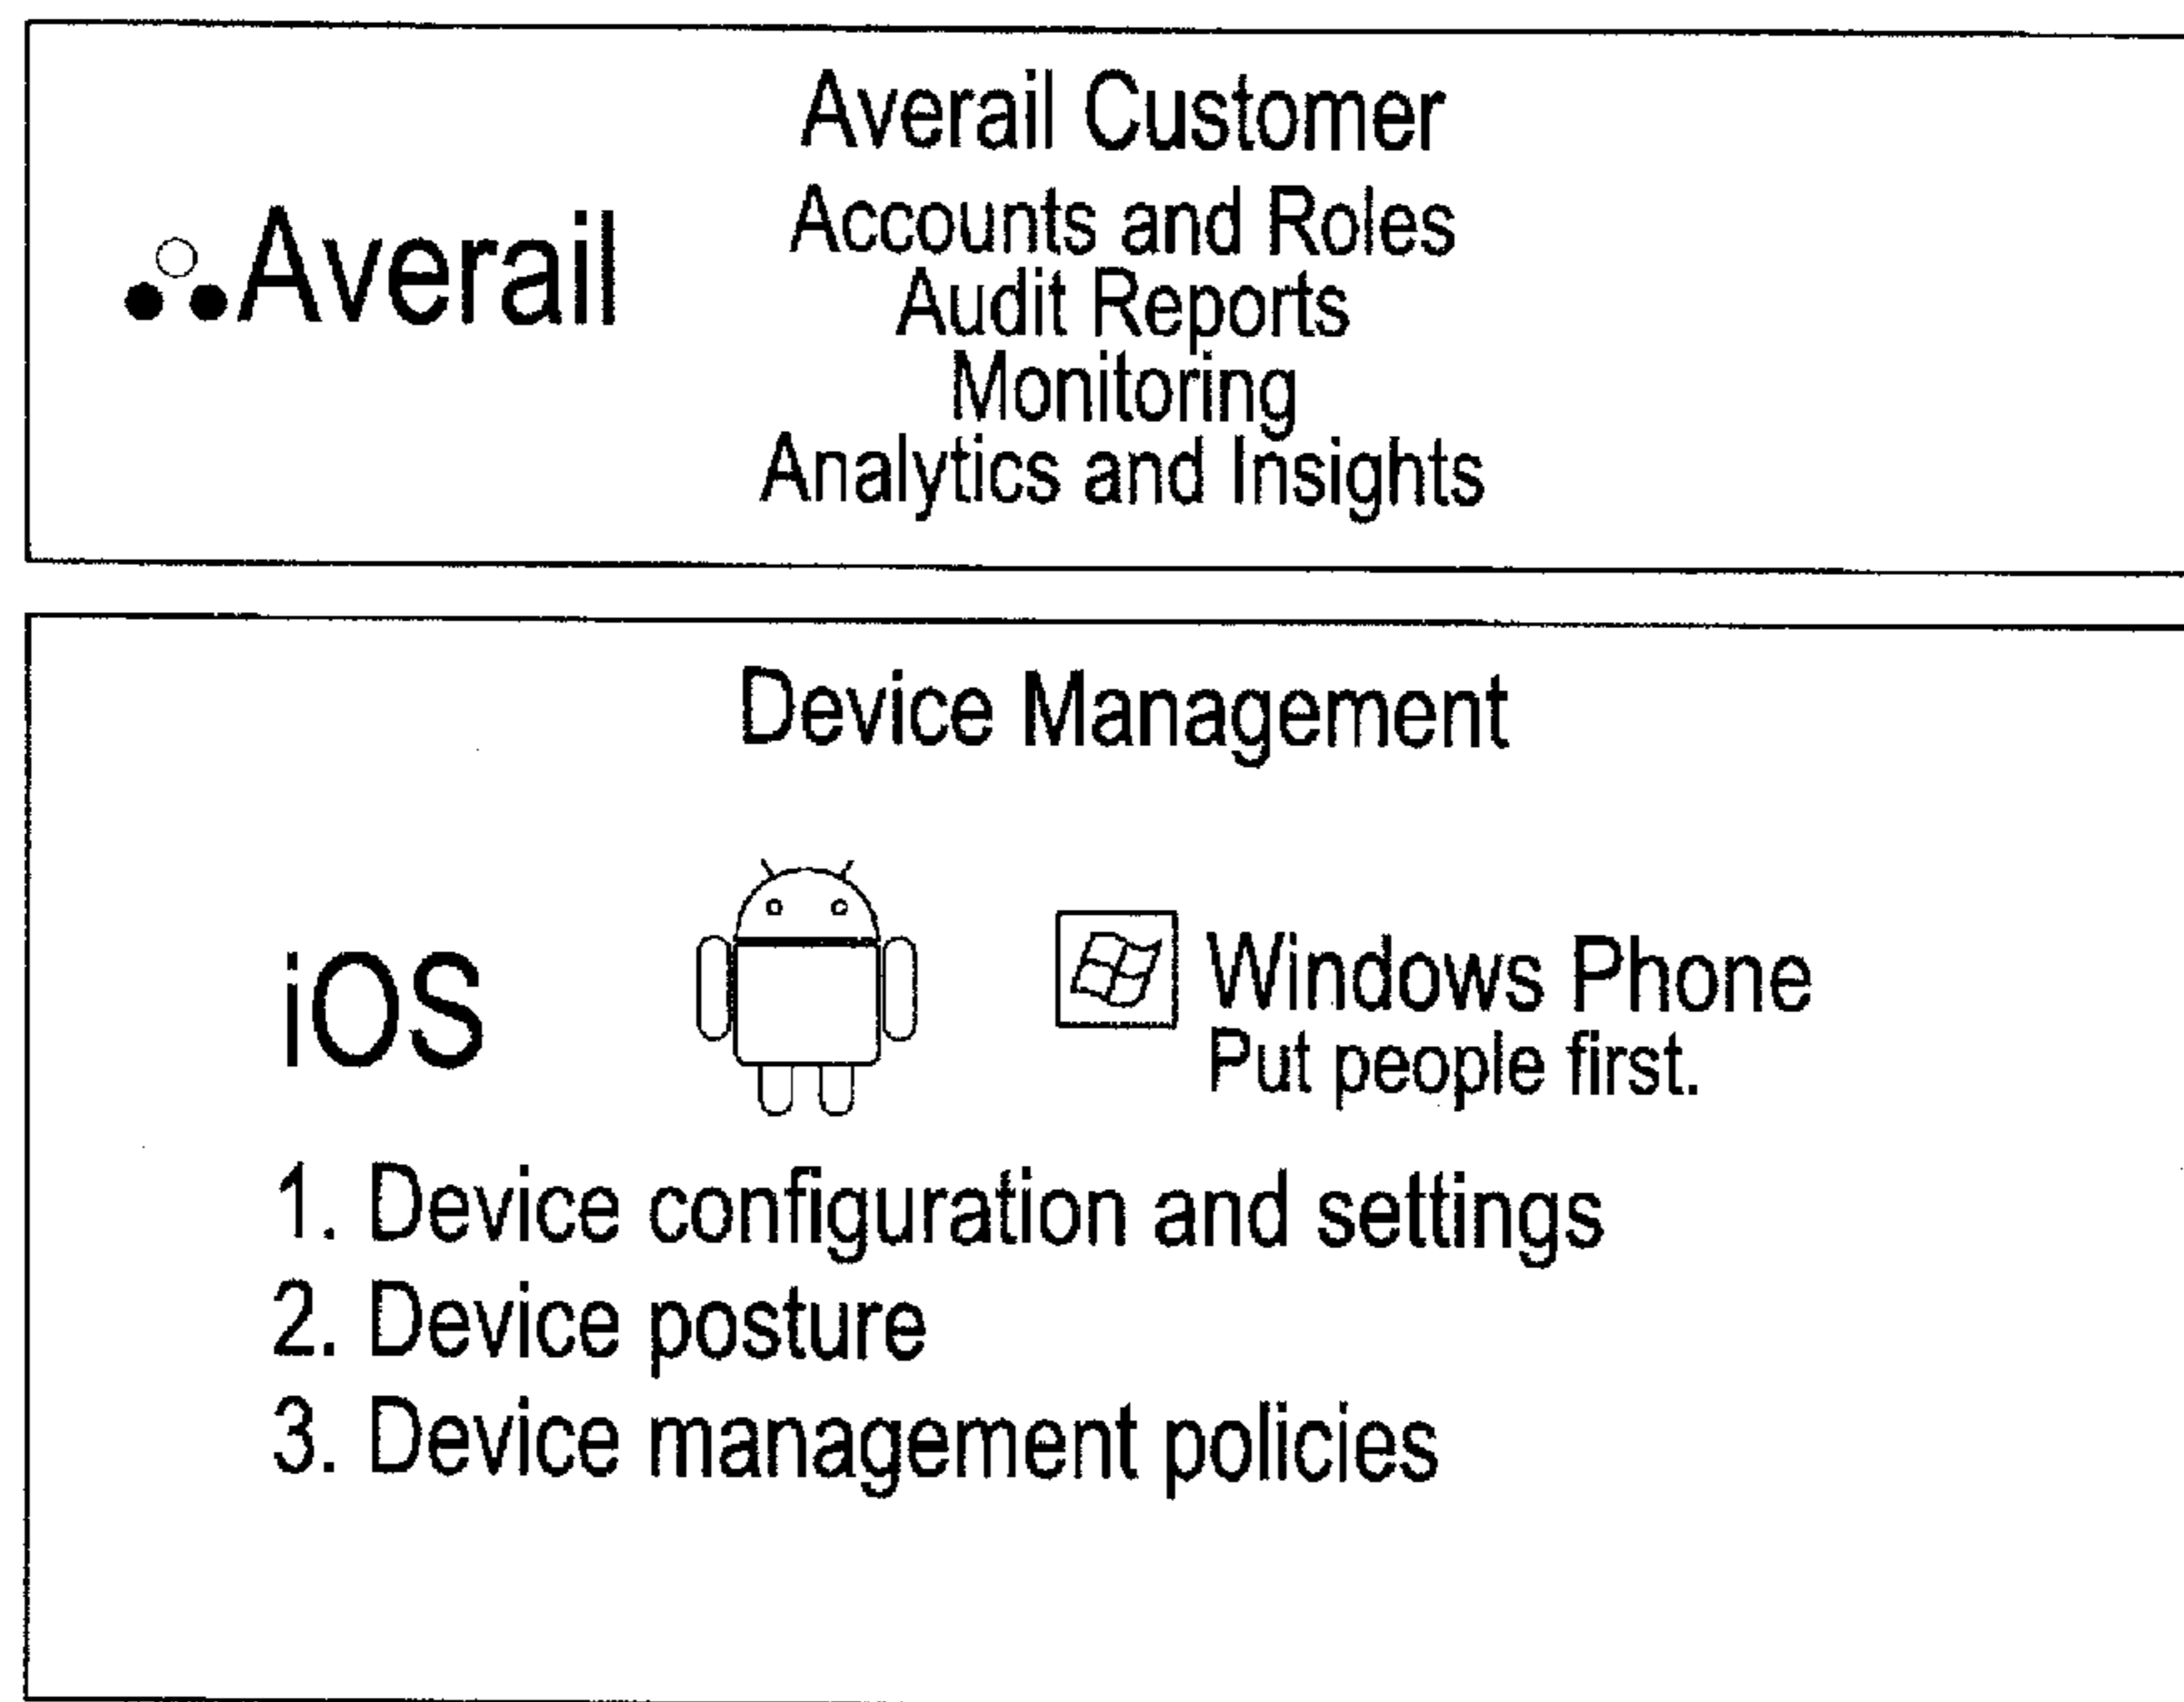 Averail Customer
Accounts and Roles
Averail
Audit Reports
Monitoring
Analytics and Insights
Device Management
iOS
Windows Phone
Put people first.
1. Device configuration and settings
2. Device posture
3. Device management policies